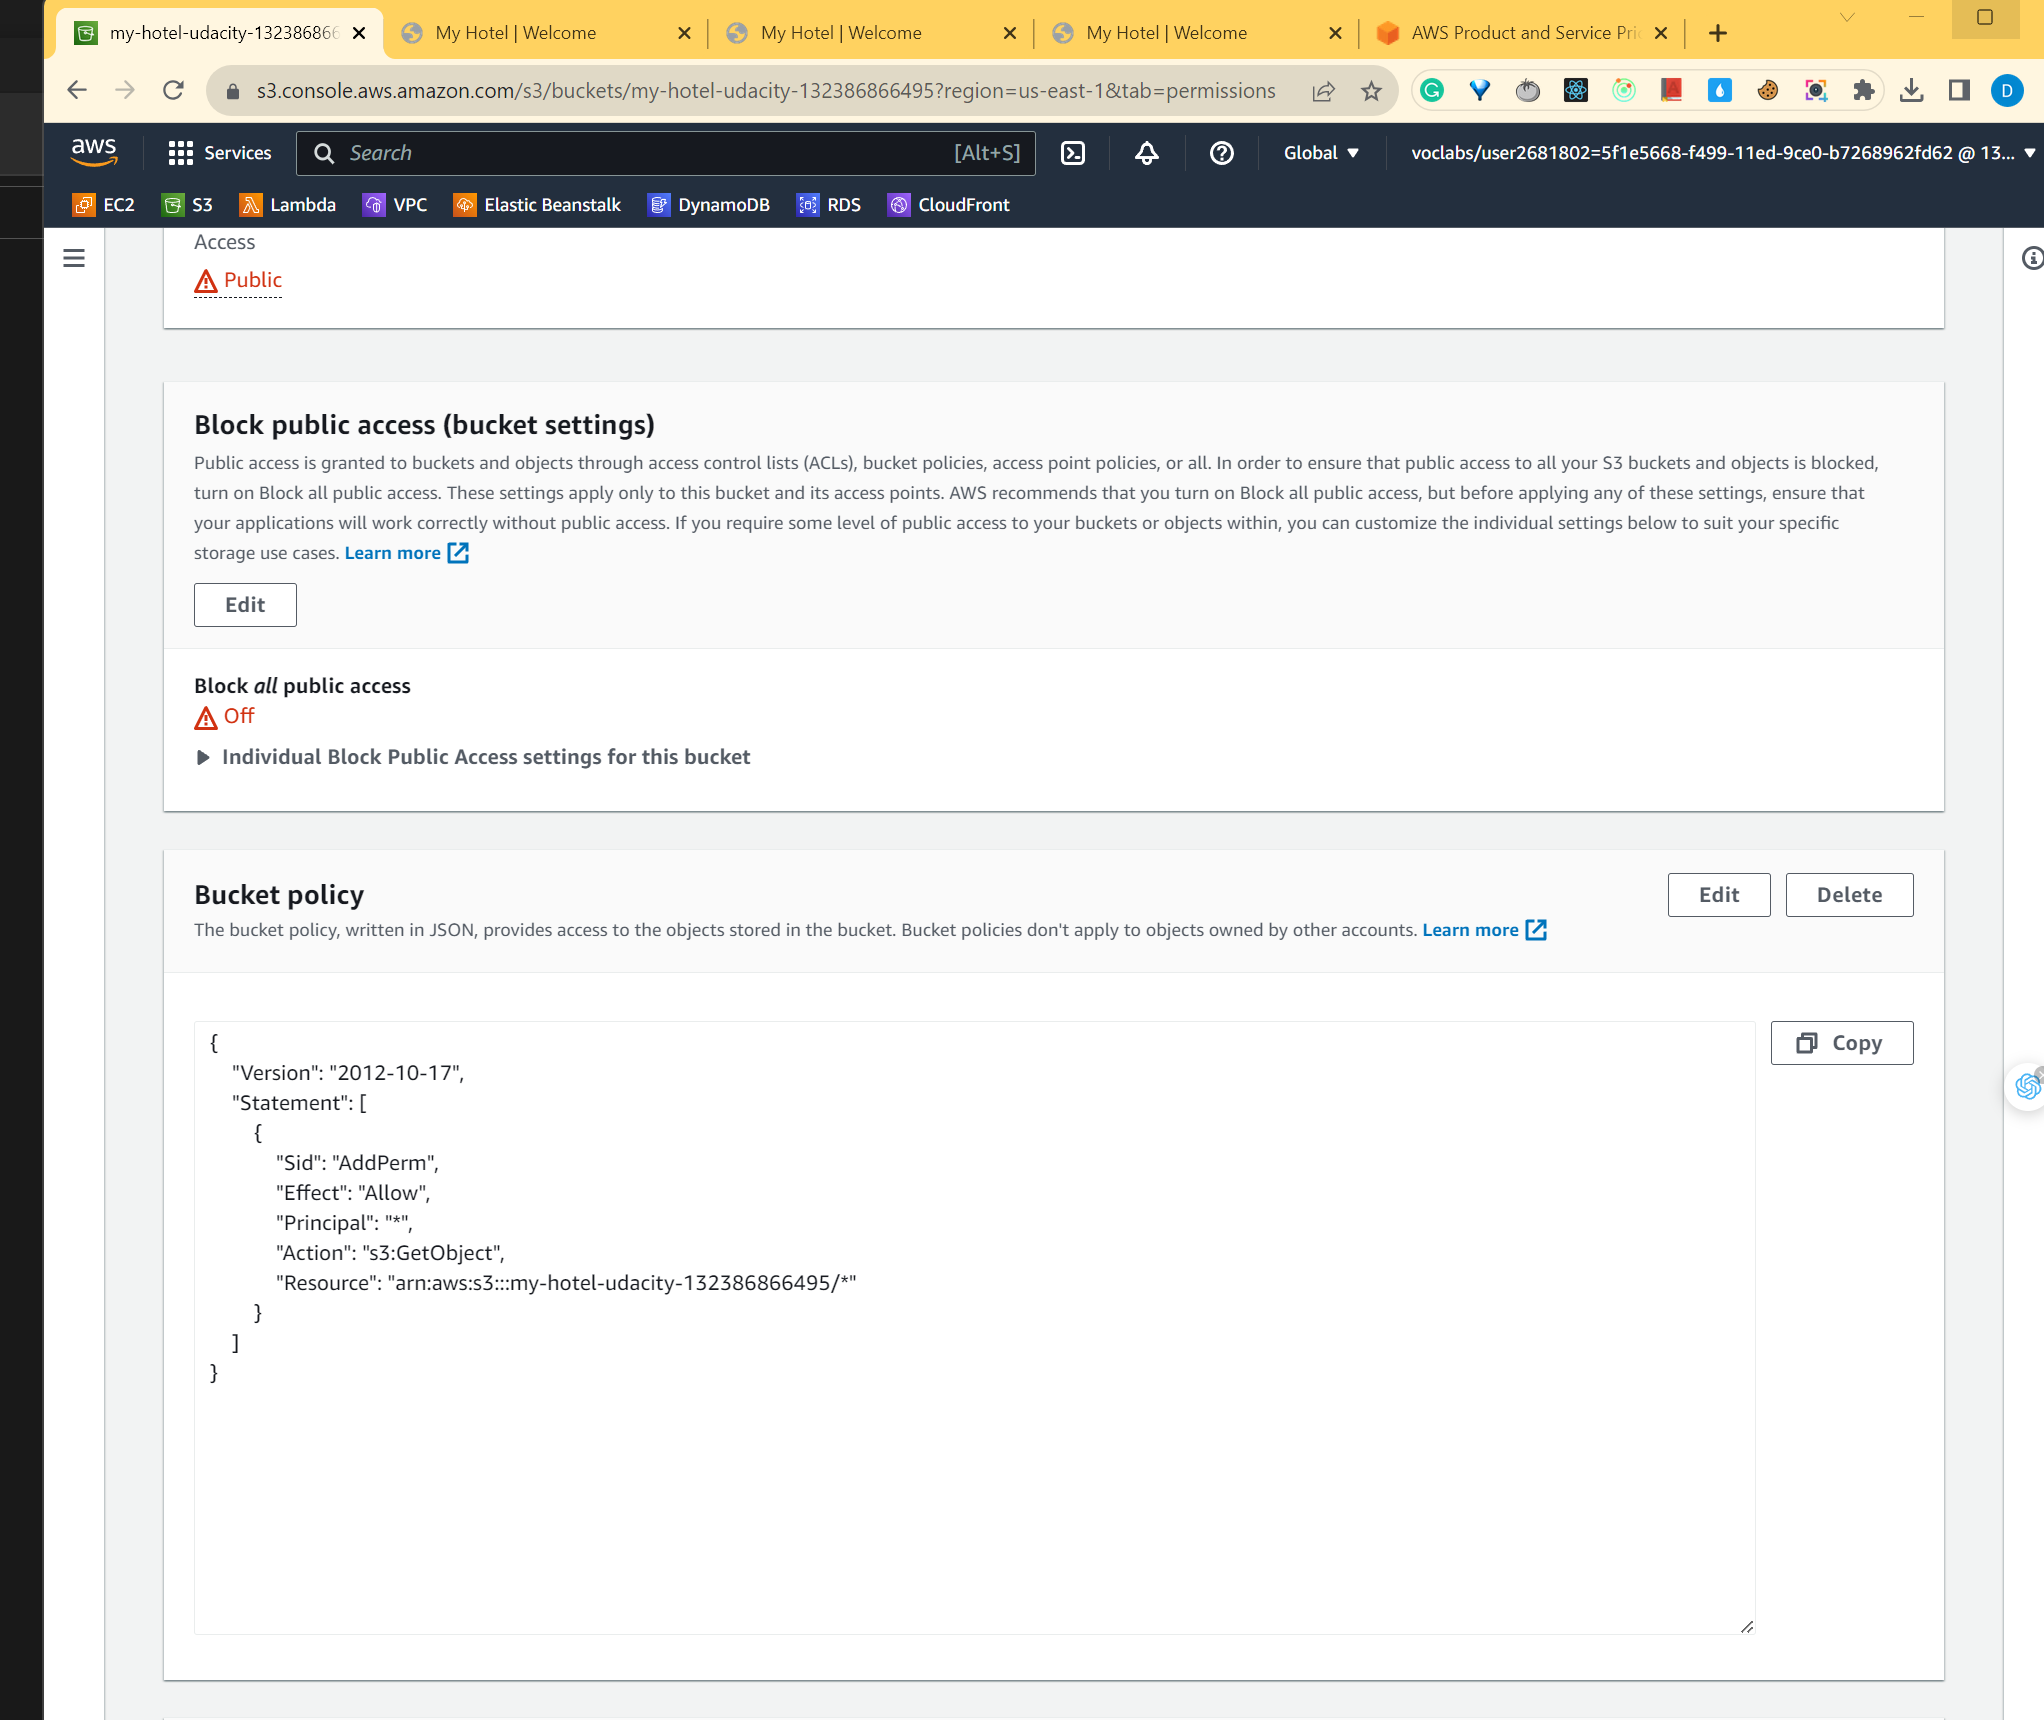 my-hotel-udacity-132386866
My Hotel | Welcome
My Hotel | Welcome
My Hotel | Welcome
AWS Product and Service Pri
s3.console.aws.amazon.com/s3/buckets/my-hotel-udacity-132386866495?region=us-east-1&tab=permissions
D
aws
Services
Search
[Alt+S]
Global
voclabs/user2681802=5f1e5668-f499-11ed-9ce0-b7268962fd62 @ 13...
EC2
S3
Lambda
VPC
Elastic Beanstalk
DynamoDB
RDS
CloudFront
Access
Public
Block public access (bucket settings)
Public access is granted to buckets and objects through access control lists (ACLs), bucket policies, access point policies, or all. In order to ensure that public access to all your S3 buckets and objects is blocked,
turn on Block all public access. These settings apply only to this bucket and its access points. AWS recommends that you turn on Block all public access, but before applying any of these settings, ensure that
your applications will work correctly without public access. If you require some level of public access to your buckets or objects within, you can customize the individual settings below to suit your specific
storage use cases. Learn more
Edit
Block all public access
Off
Individual Block Public Access settings for this bucket
Bucket policy
Edit
Delete
The bucket policy, written in JSON, provides access to the objects stored in the bucket. Bucket policies don't apply to objects owned by other accounts. Learn more
Copy
{
"Version": "2012-10-17",
"Statement": [
{
"Sid": "AddPerm",
"Effect": "Allow",
"Principal": "*",
"Action": "s3:GetObject",
"Resource": "arn:aws:s3:::my-hotel-udacity-132386866495/*"
}
]
}